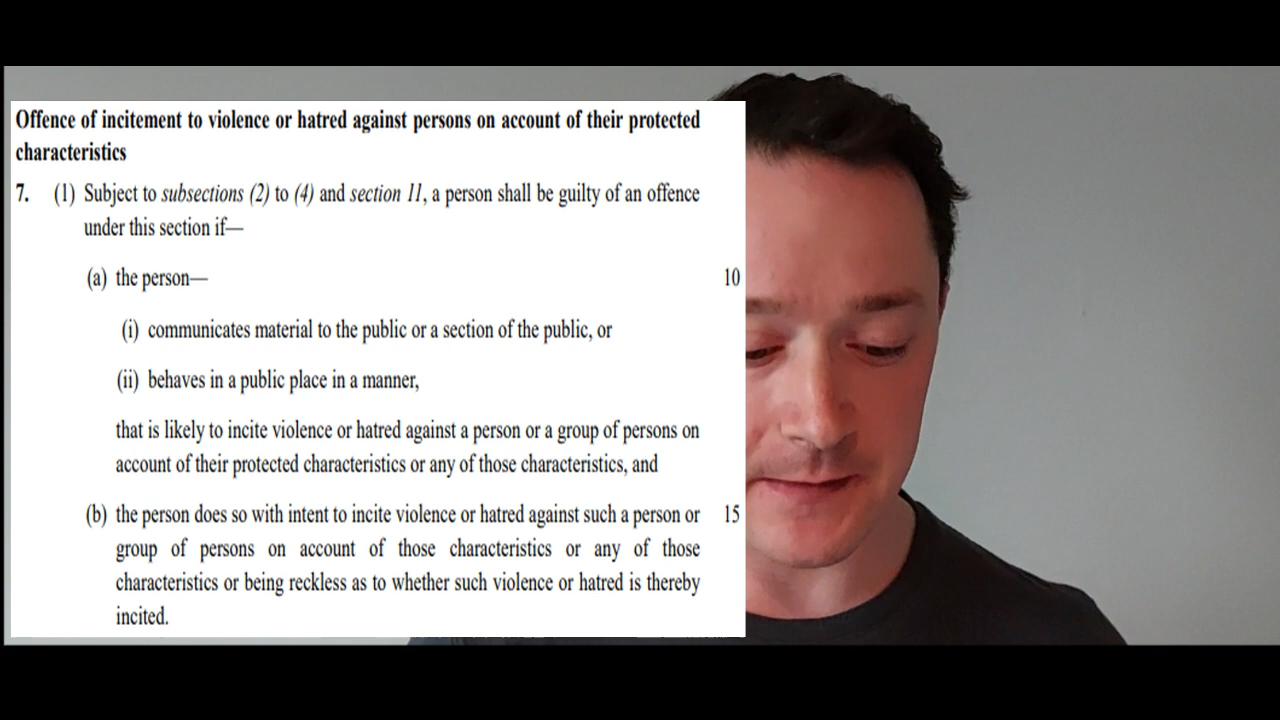 Offence of incitement to violence or hatred against persons on account of their protected
characteristics
7. (1) Subject to subsections (2) to (4) and section 11, a person shall be guilty of an offence
under this section if—
(a) the person— 10
(i) communicates material to the public or a section of the public, or
(ii) behaves in a public place in a manner,
that is likely to incite violence or hatred against a person or a group of persons on
account of their protected characteristics or any of those characteristics, and
(b) the person does so with intent to incite violence or hatred against such a person or 15
group of persons on account of those characteristics or any of those
characteristics or being reckless as to whether such violence or hatred is thereby
incited.